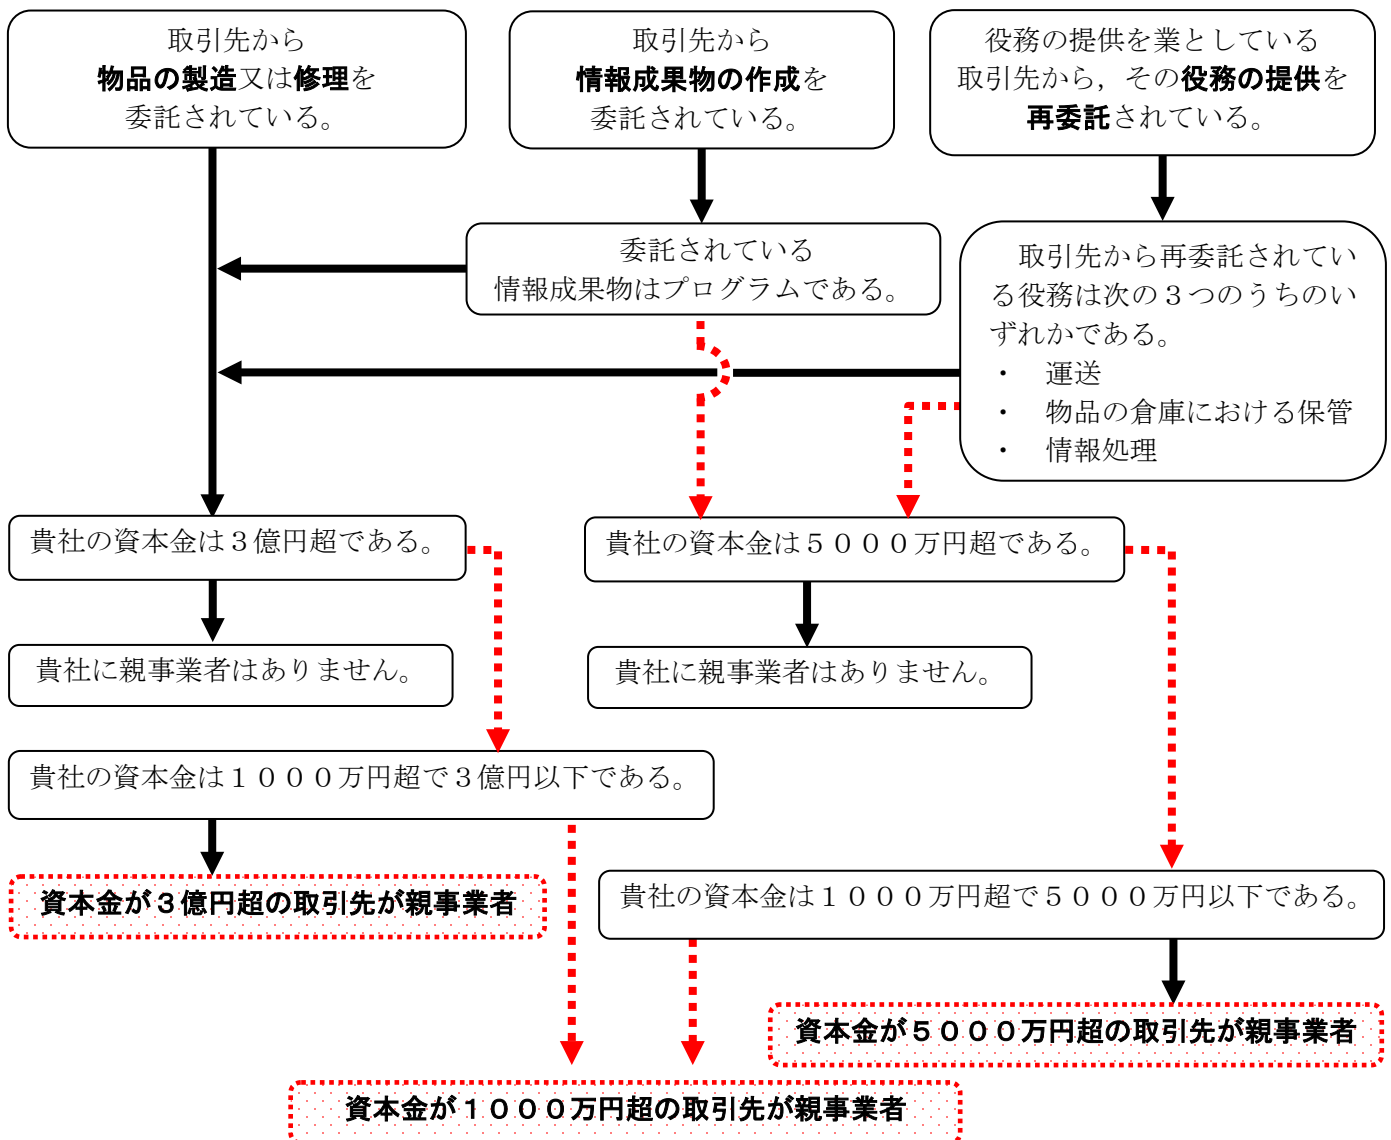 取引先から
物品の製造又は修理を
委託されている。
取引先から
情報成果物の作成を
委託されている。
役務の提供を業としている
取引先から，その役務の提供を
再委託されている。
委託されている
情報成果物はプログラムである。
取引先から再委託されてい
る役務は次の３つのうちのい
ずれかである。
・　運送
・　物品の倉庫における保管
・　情報処理
貴社の資本金は３億円超である。
貴社の資本金は５０００万円超である。
貴社に親事業者はありません。
貴社に親事業者はありません。
貴社の資本金は１０００万円超で３億円以下である。
資本金が３億円超の取引先が親事業者
貴社の資本金は１０００万円超で５０００万円以下である。
資本金が５０００万円超の取引先が親事業者
資本金が１０００万円超の取引先が親事業者